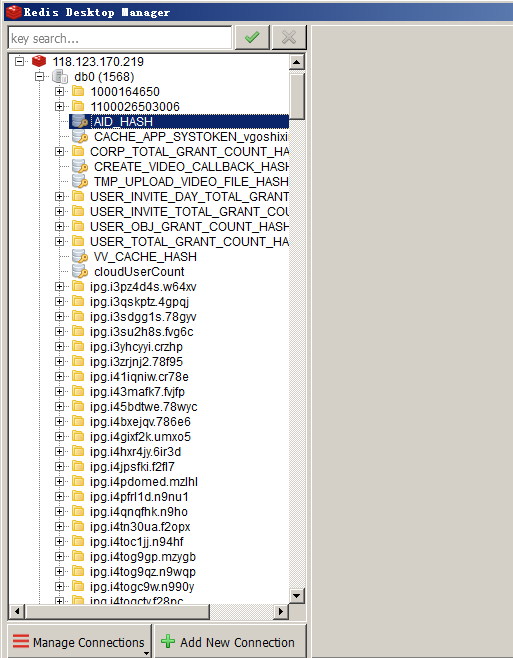 Redis Desktop Manager
key search...
118.123.170.219
db0 (1568)
1000164650
1100026503006
AID_HASH
CACHE_APP_SYSTOKEN_vgoshixi
CORP_TOTAL_GRANT_COUNT_HA
CREATE_VIDEO_CALLBACK_HASH
TMP_UPLOAD_VIDEO_FILE_HASH
USER_INVITE_DAY_TOTAL_GRANT
USER_INVITE_TOTAL_GRANT_COU
USER_OBJ_GRANT_COUNT_HASH
USER_TOTAL_GRANT_COUNT_HA
VV_CACHE_HASH
cloudUserCount
ipg.i3pz4d4s.w64xv
ipg.i3qskptz.4gpqj
ipg.i3sdgg1s.78gyv
ipg.i3su2h8s.fvg6c
ipg.i3yhcyyi.crzhp
ipg.i3zrjnj2.78f95
ipg.i41iqniw.cr78e
ipg.i43mafk7.fvjfp
ipg.i45bdtwe.78wyc
ipg.i4bxejqv.786e6
ipg.i4gixf2k.umxo5
ipg.i4hxr4jy.6ir3d
ipg.i4jpsfki.f2fl7
ipg.i4pdomed.mzlhl
ipg.i4pfrl1d.n9nu1
ipg.i4qnqfhk.n9ho
ipg.i4tn30ua.f2opx
ipg.i4toc1jj.n94hf
ipg.i4tog9gp.mzygb
ipg.i4tog9qz.n9wqp
ipg.i4togc9w.n990y
ipg.i4togcty.f28pc
Manage Connections
Add New Connection